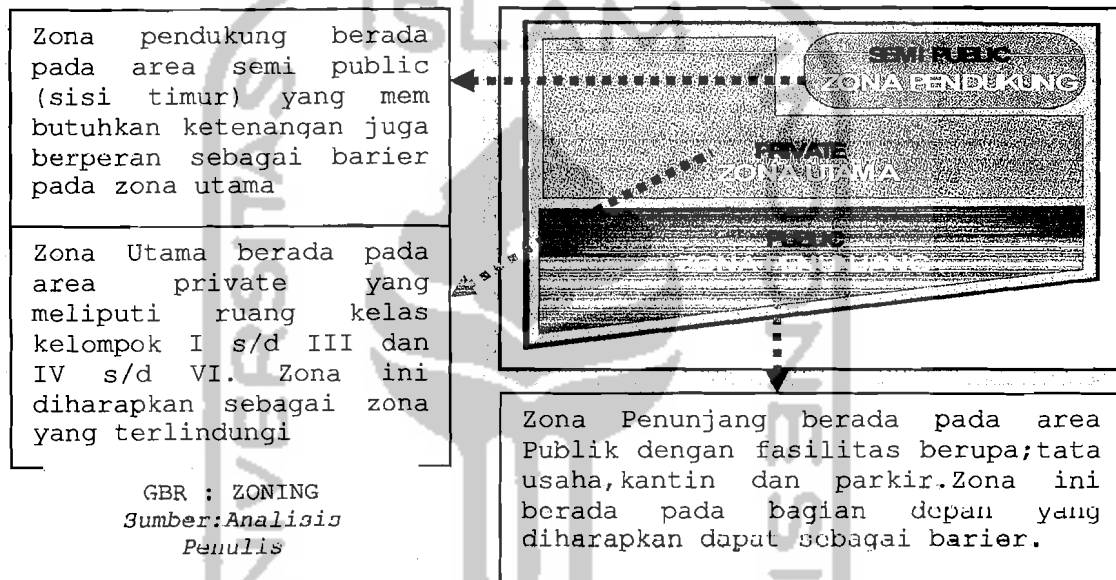 Zona pendukung berada
pada area semi public
(sisi timur) yang mem
butuhkan ketenangan juga
berperan sebagai barier
pada zona utama
Zona Utama berada pada
area private yang
meliputi ruang kelas
kelompok I s/d III dan
IV s/d VI. Zona ini
diharapkan sebagai zona
yang terlindungi
GBR : ZONING
Sumber:Analisis
Penulis
SEMI PUBLIC
ZONA PENDUKUNG
PRIVATE
ZONA UTAMA
PUBLIC
Zona Penunjang berada pada area
Publik dengan fasilitas berupa;tata
usaha,kantin dan parkir.Zona ini
berada pada bagian depan yang
diharapkan dapat sebagai barier.
ISLAM